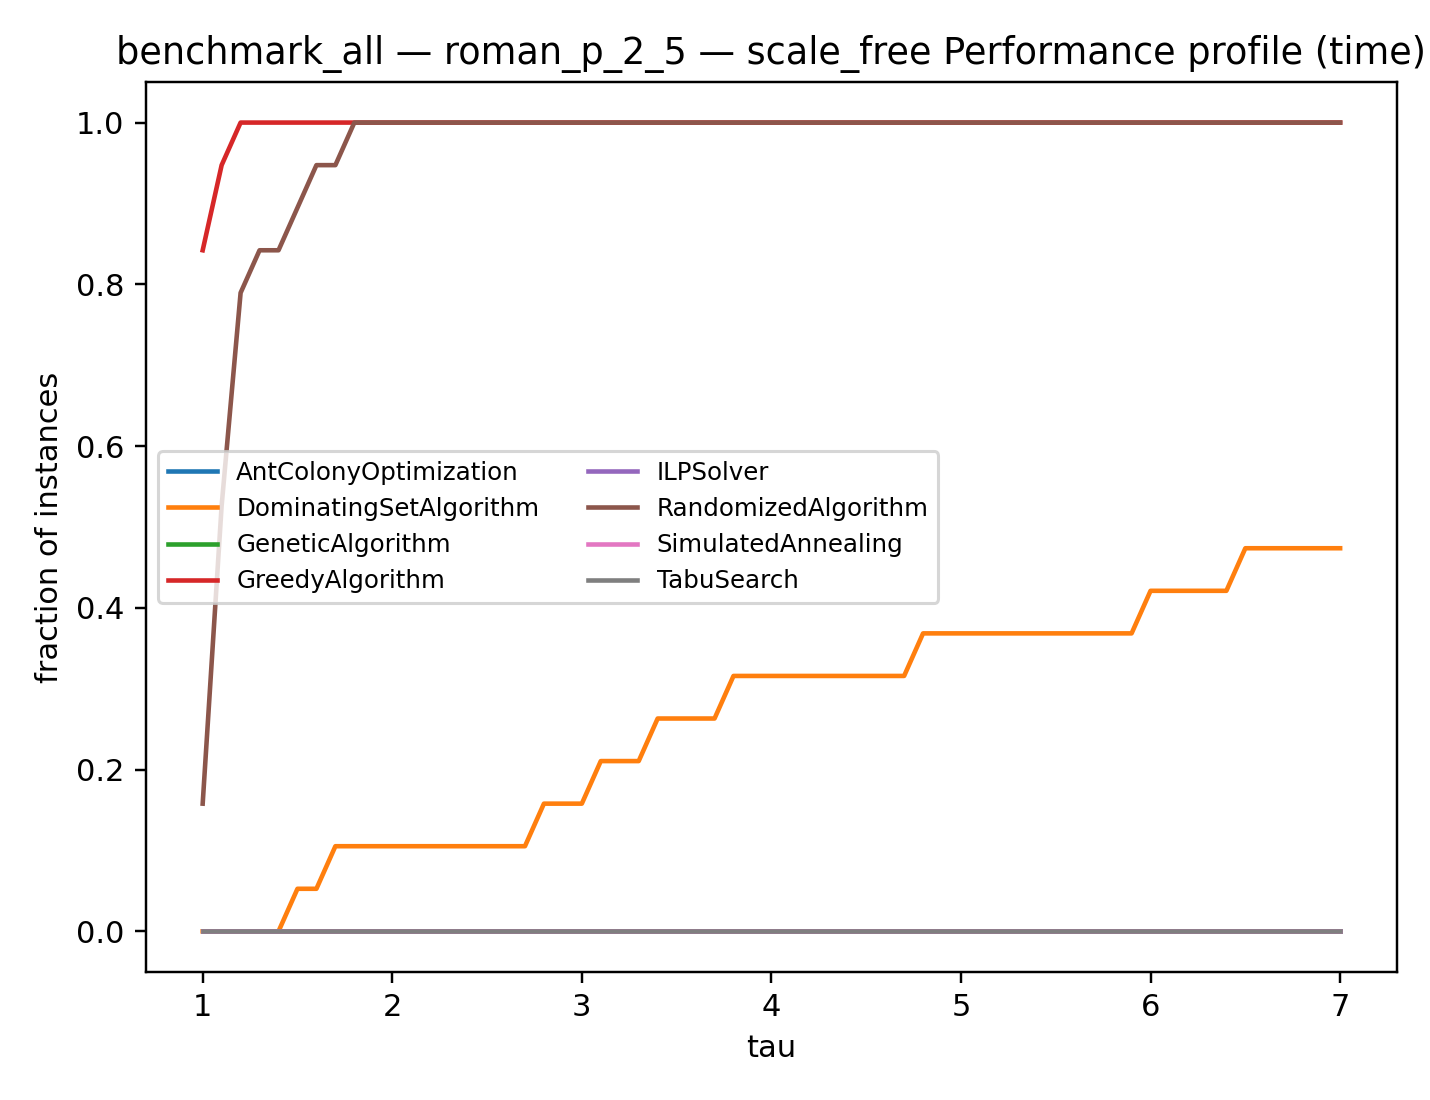 benchmark_all — roman_p_2_5 — scale_free Performance profile (time)
1.0
0.8
0.6
0.4
0.2
0.0
fraction of instances
AntColonyOptimization
DominatingSetAlgorithm
GeneticAlgorithm
GreedyAlgorithm
ILPSolver
RandomizedAlgorithm
SimulatedAnnealing
TabuSearch
1 2 3 4 5 6 7
tau